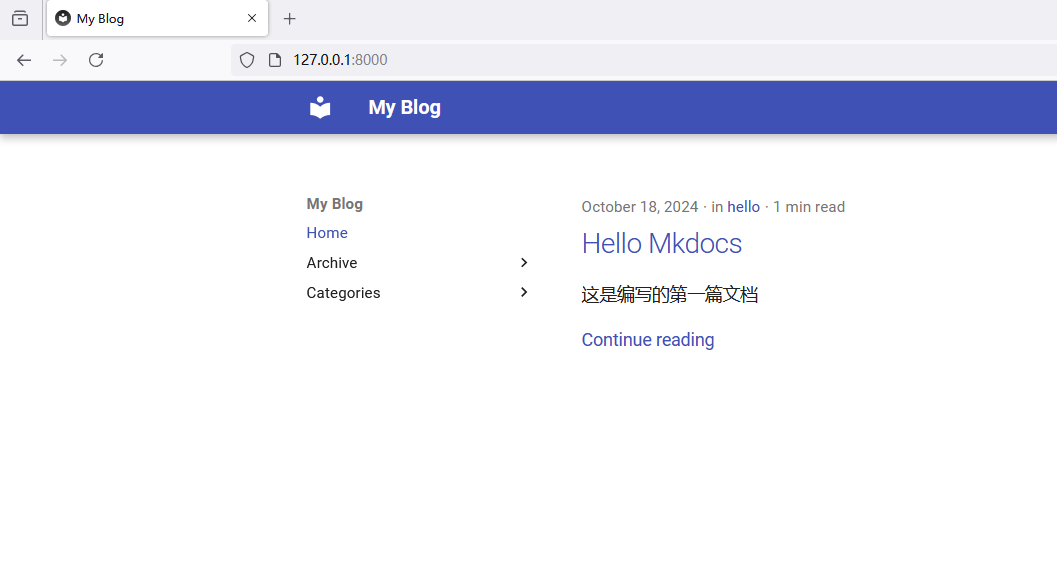 My Blog
127.0.0.1:8000
My Blog
My Blog
Home
Archive
Categories
October 18, 2024 · in hello · 1 min read
Hello Mkdocs
这是编写的第一篇文档
Continue reading